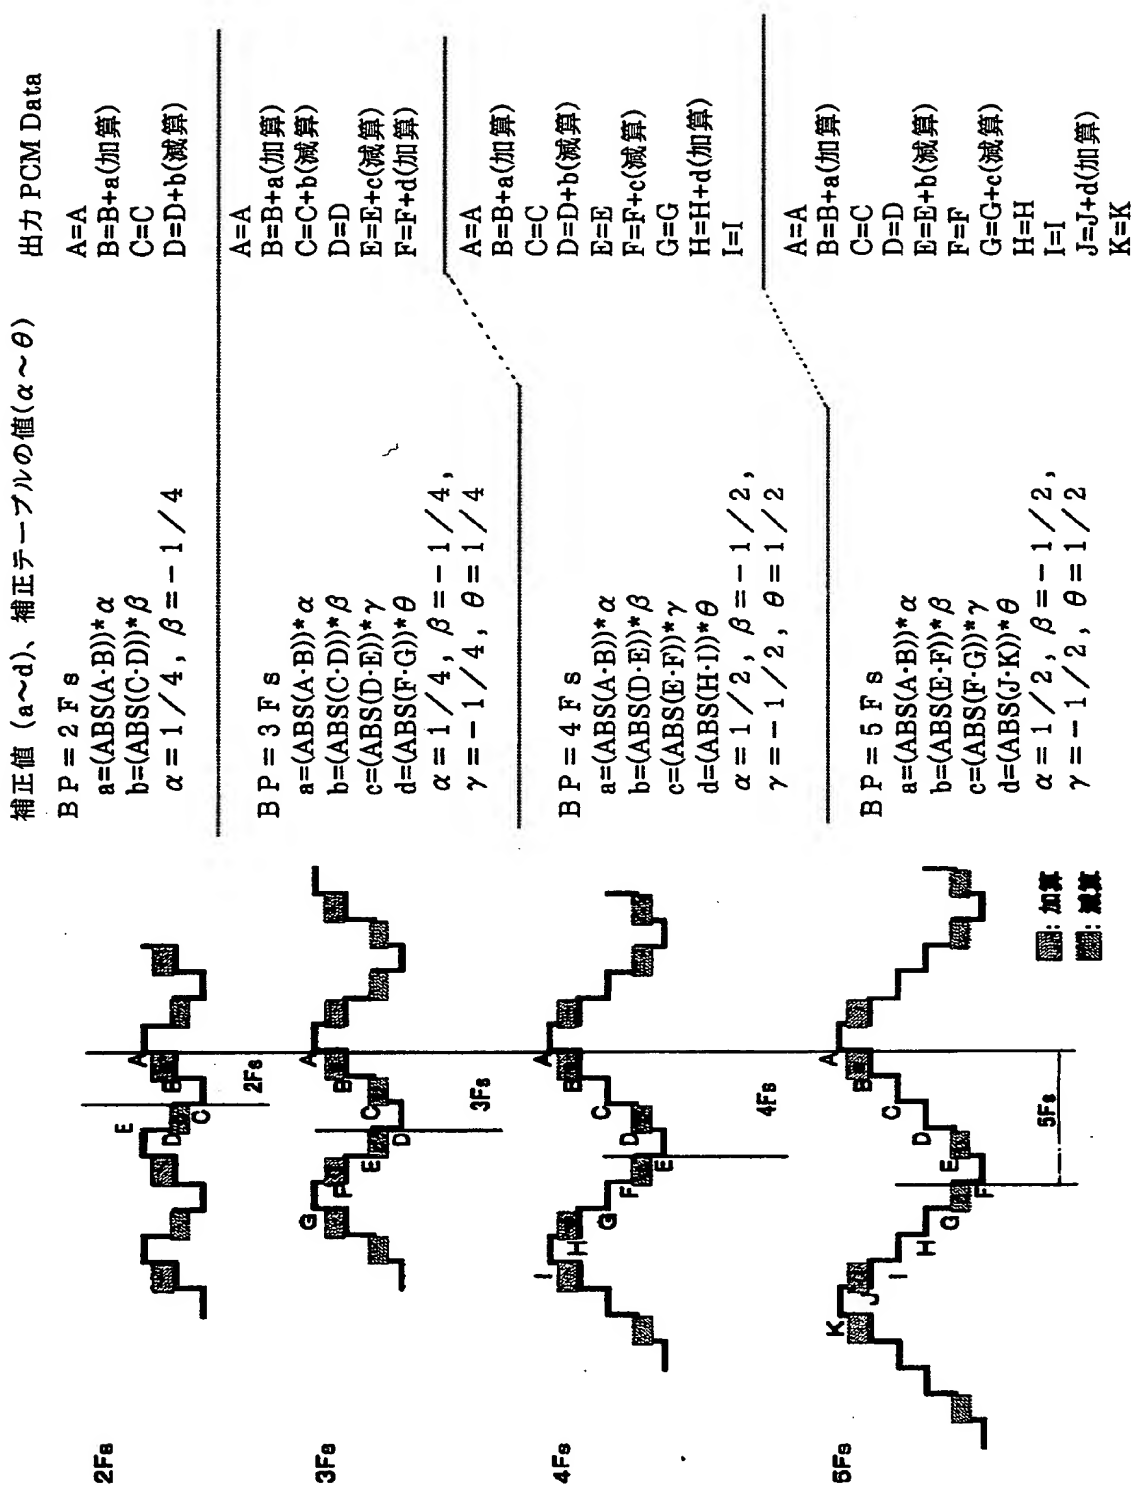 補正値 (a~d)、補正テーブルの値(α~θ)
出力 PCM Data
2Fs
A
B
C
D
E
2Fs
BP=2Fs
a=(ABS(A-B))*α
b=(ABS(C-D))*β
α=1/4, β=-1/4
A=A
B=B+a(加算)
C=C
D=D+b(減算)
3Fs
A
B
C
D
E
F
G
3Fs
BP=3Fs
a=(ABS(A-B))*α
b=(ABS(C-D))*β
c=(ABS(D-E))*γ
d=(ABS(F-G))*θ
α=1/4, β=-1/4,
γ=-1/4, θ=1/4
A=A
B=B+a(加算)
C=C+b(減算)
D=D
E=E+c(減算)
F=F+d(加算)
4Fs
A
B
C
D
E
F
G
H
I
4Fs
BP=4Fs
a=(ABS(A-B))*α
b=(ABS(D-E))*β
c=(ABS(E-F))*γ
d=(ABS(H-I))*θ
α=1/2, β=-1/2,
γ=-1/2, θ=1/2
A=A
B=B+a(加算)
C=C
D=D+b(減算)
E=E
F=F+c(減算)
G=G
H=H+d(加算)
I=I
5Fs
A
B
C
D
E
F
G
H
I
J
K
5Fs
BP=5Fs
a=(ABS(A-B))*α
b=(ABS(E-F))*β
c=(ABS(F-G))*γ
d=(ABS(J-K))*θ
α=1/2, β=-1/2,
γ=-1/2, θ=1/2
A=A
B=B+a(加算)
C=C
D=D
E=E+b(減算)
F=F
G=G+c(減算)
H=H
I=I
J=J+d(加算)
K=K
: 加算
: 減算